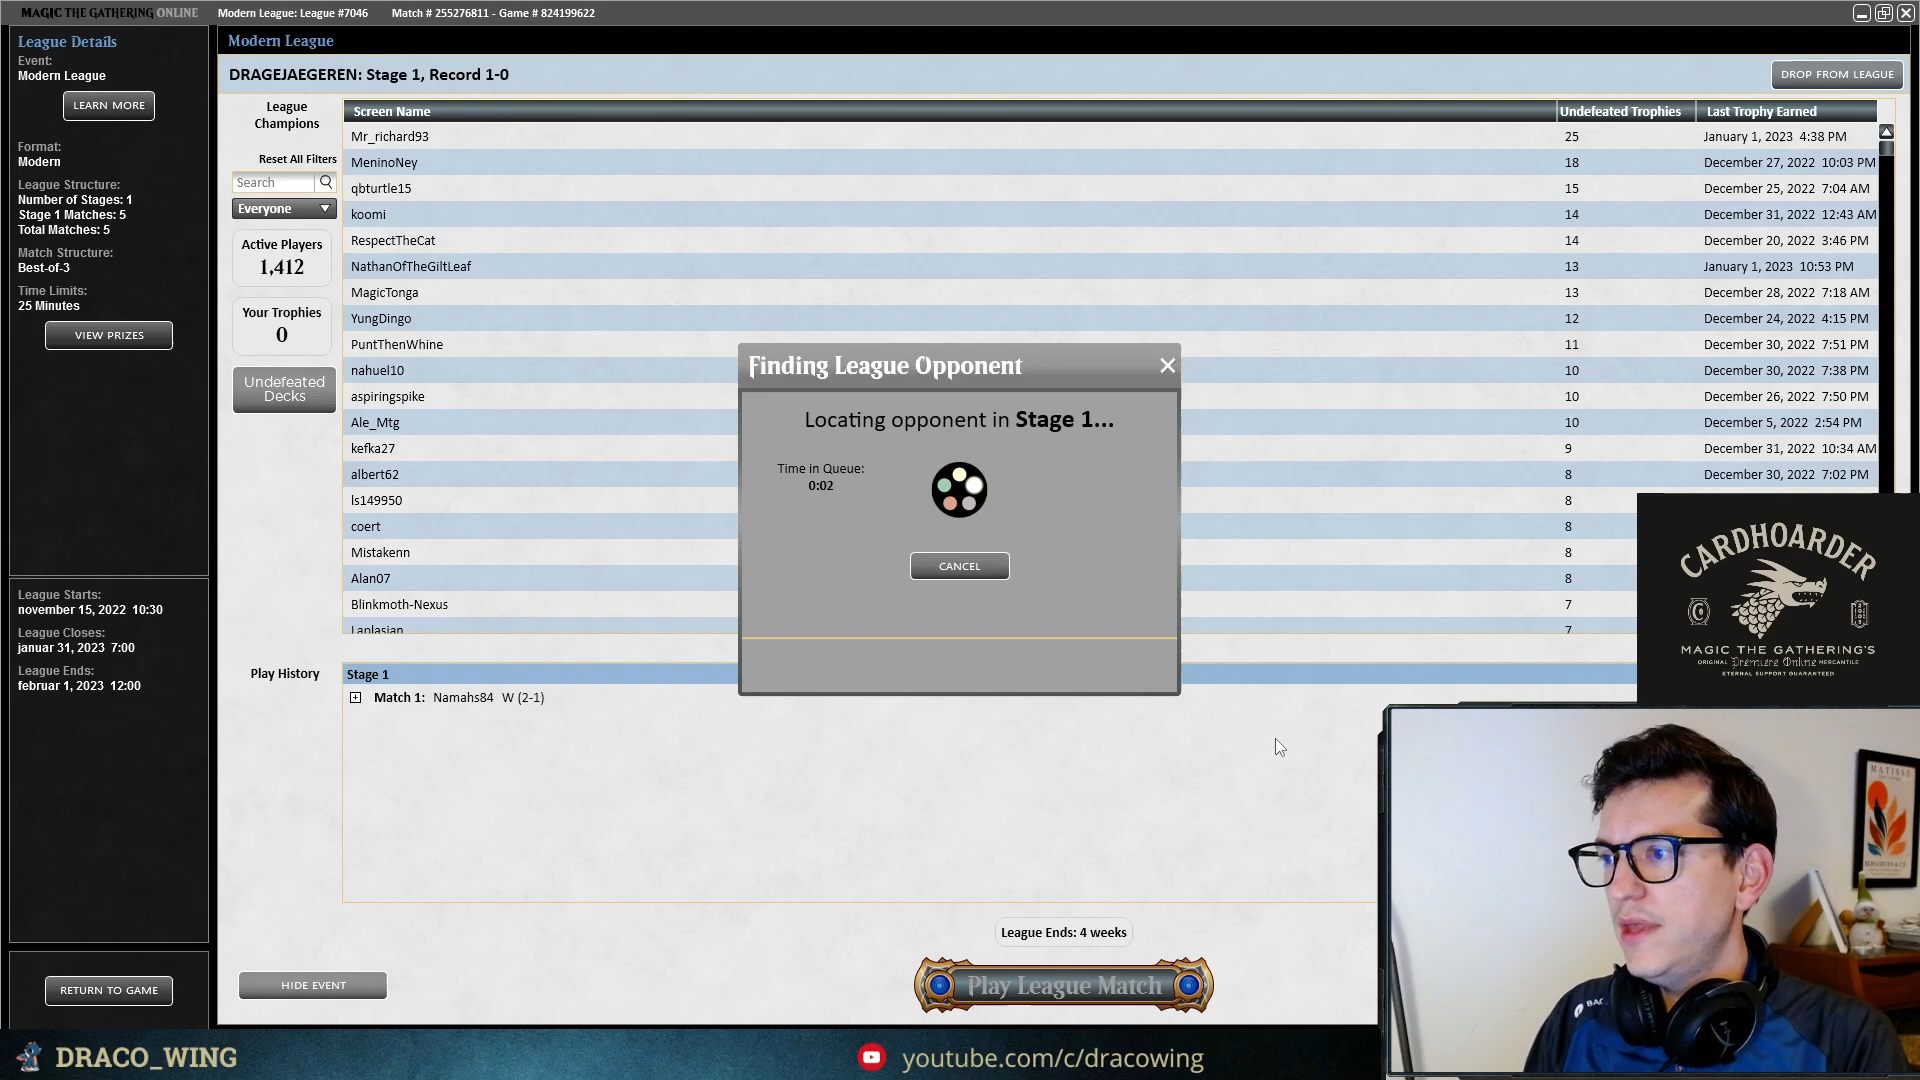 MAGIC THE GATHERING ONLINE
Modern League: League #7046
Match # 255276811 - Game # 824199622
League Details
Event:
Modern League
LEARN MORE
Format:
Modern
League Structure:
Number of Stages: 1
Stage 1 Matches: 5
Total Matches: 5
Match Structure:
Best-of-3
Time Limits:
25 Minutes
VIEW PRIZES
League Starts:
november 15, 2022 10:30
League Closes:
januar 31, 2023 7:00
League Ends:
februar 1, 2023 12:00
RETURN TO GAME
Modern League
DRAGEJAEGEREN: Stage 1, Record 1-0
DROP FROM LEAGUE
League
Champions
Reset All Filters
Search
Everyone
Active Players
1,412
Your Trophies
0
Undefeated
Decks
Screen Name Undefeated Trophies Last Trophy Earned
Mr_richard93 25 January 1, 2023 4:38 PM
MeninoNey 18 December 27, 2022 10:03 PM
qbturtle15 15 December 25, 2022 7:04 AM
koomi 14 December 31, 2022 12:43 AM
RespectTheCat 14 December 20, 2022 3:46 PM
NathanOfTheGiltLeaf 13 January 1, 2023 10:53 PM
MagicTonga 13 December 28, 2022 7:18 AM
YungDingo 12 December 24, 2022 4:15 PM
PuntThenWhine 11 December 30, 2022 7:51 PM
nahuel10 10 December 30, 2022 7:38 PM
aspiringspike 10 December 26, 2022 7:50 PM
Ale_Mtg 10 December 5, 2022 2:54 PM
kefka27 9 December 31, 2022 10:34 AM
albert62 8 December 30, 2022 7:02 PM
ls149950 8
coert 8
Mistakenn 8
Alan07 8
Blinkmoth-Nexus 7
Laplasian 7
Finding League Opponent
Locating opponent in Stage 1...
Time in Queue:
0:02
CANCEL
Play History
Stage 1
Match 1: Namahs84 W (2-1)
League Ends: 4 weeks
HIDE EVENT
Play League Match
CARDHOARDER
MAGIC THE GATHERING'S
ORIGINAL Premiere Online MERCANTILE
ETERNAL SUPPORT GUARANTEED
MATISSE
DRACO_WING
youtube.com/c/dracowing